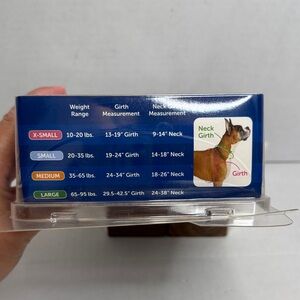 Weight Girth Neck Girth
Range Measurement Measurement
X-SMALL 10-20 lbs. 13-19" Girth 9-14" Neck
SMALL 20-35 lbs. 19-24" Girth 14-18" Neck
MEDIUM 35-65 lbs. 24-34" Girth 18-26" Neck
LARGE 65-95 lbs. 29.5-42.5" Girth 24-38" Neck
Neck
Girth
Girth